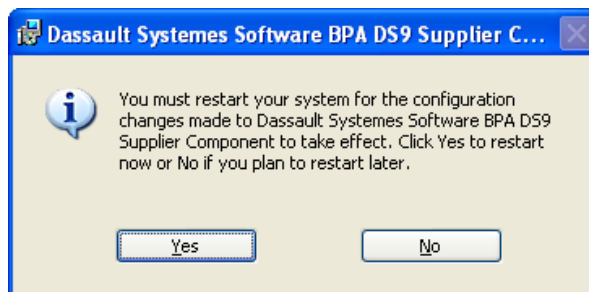 Dassault Systemes Software BPA DS9 Supplier C...
You must restart your system for the configuration
changes made to Dassault Systemes Software BPA DS9
Supplier Component to take effect. Click Yes to restart
now or No if you plan to restart later.
Yes No